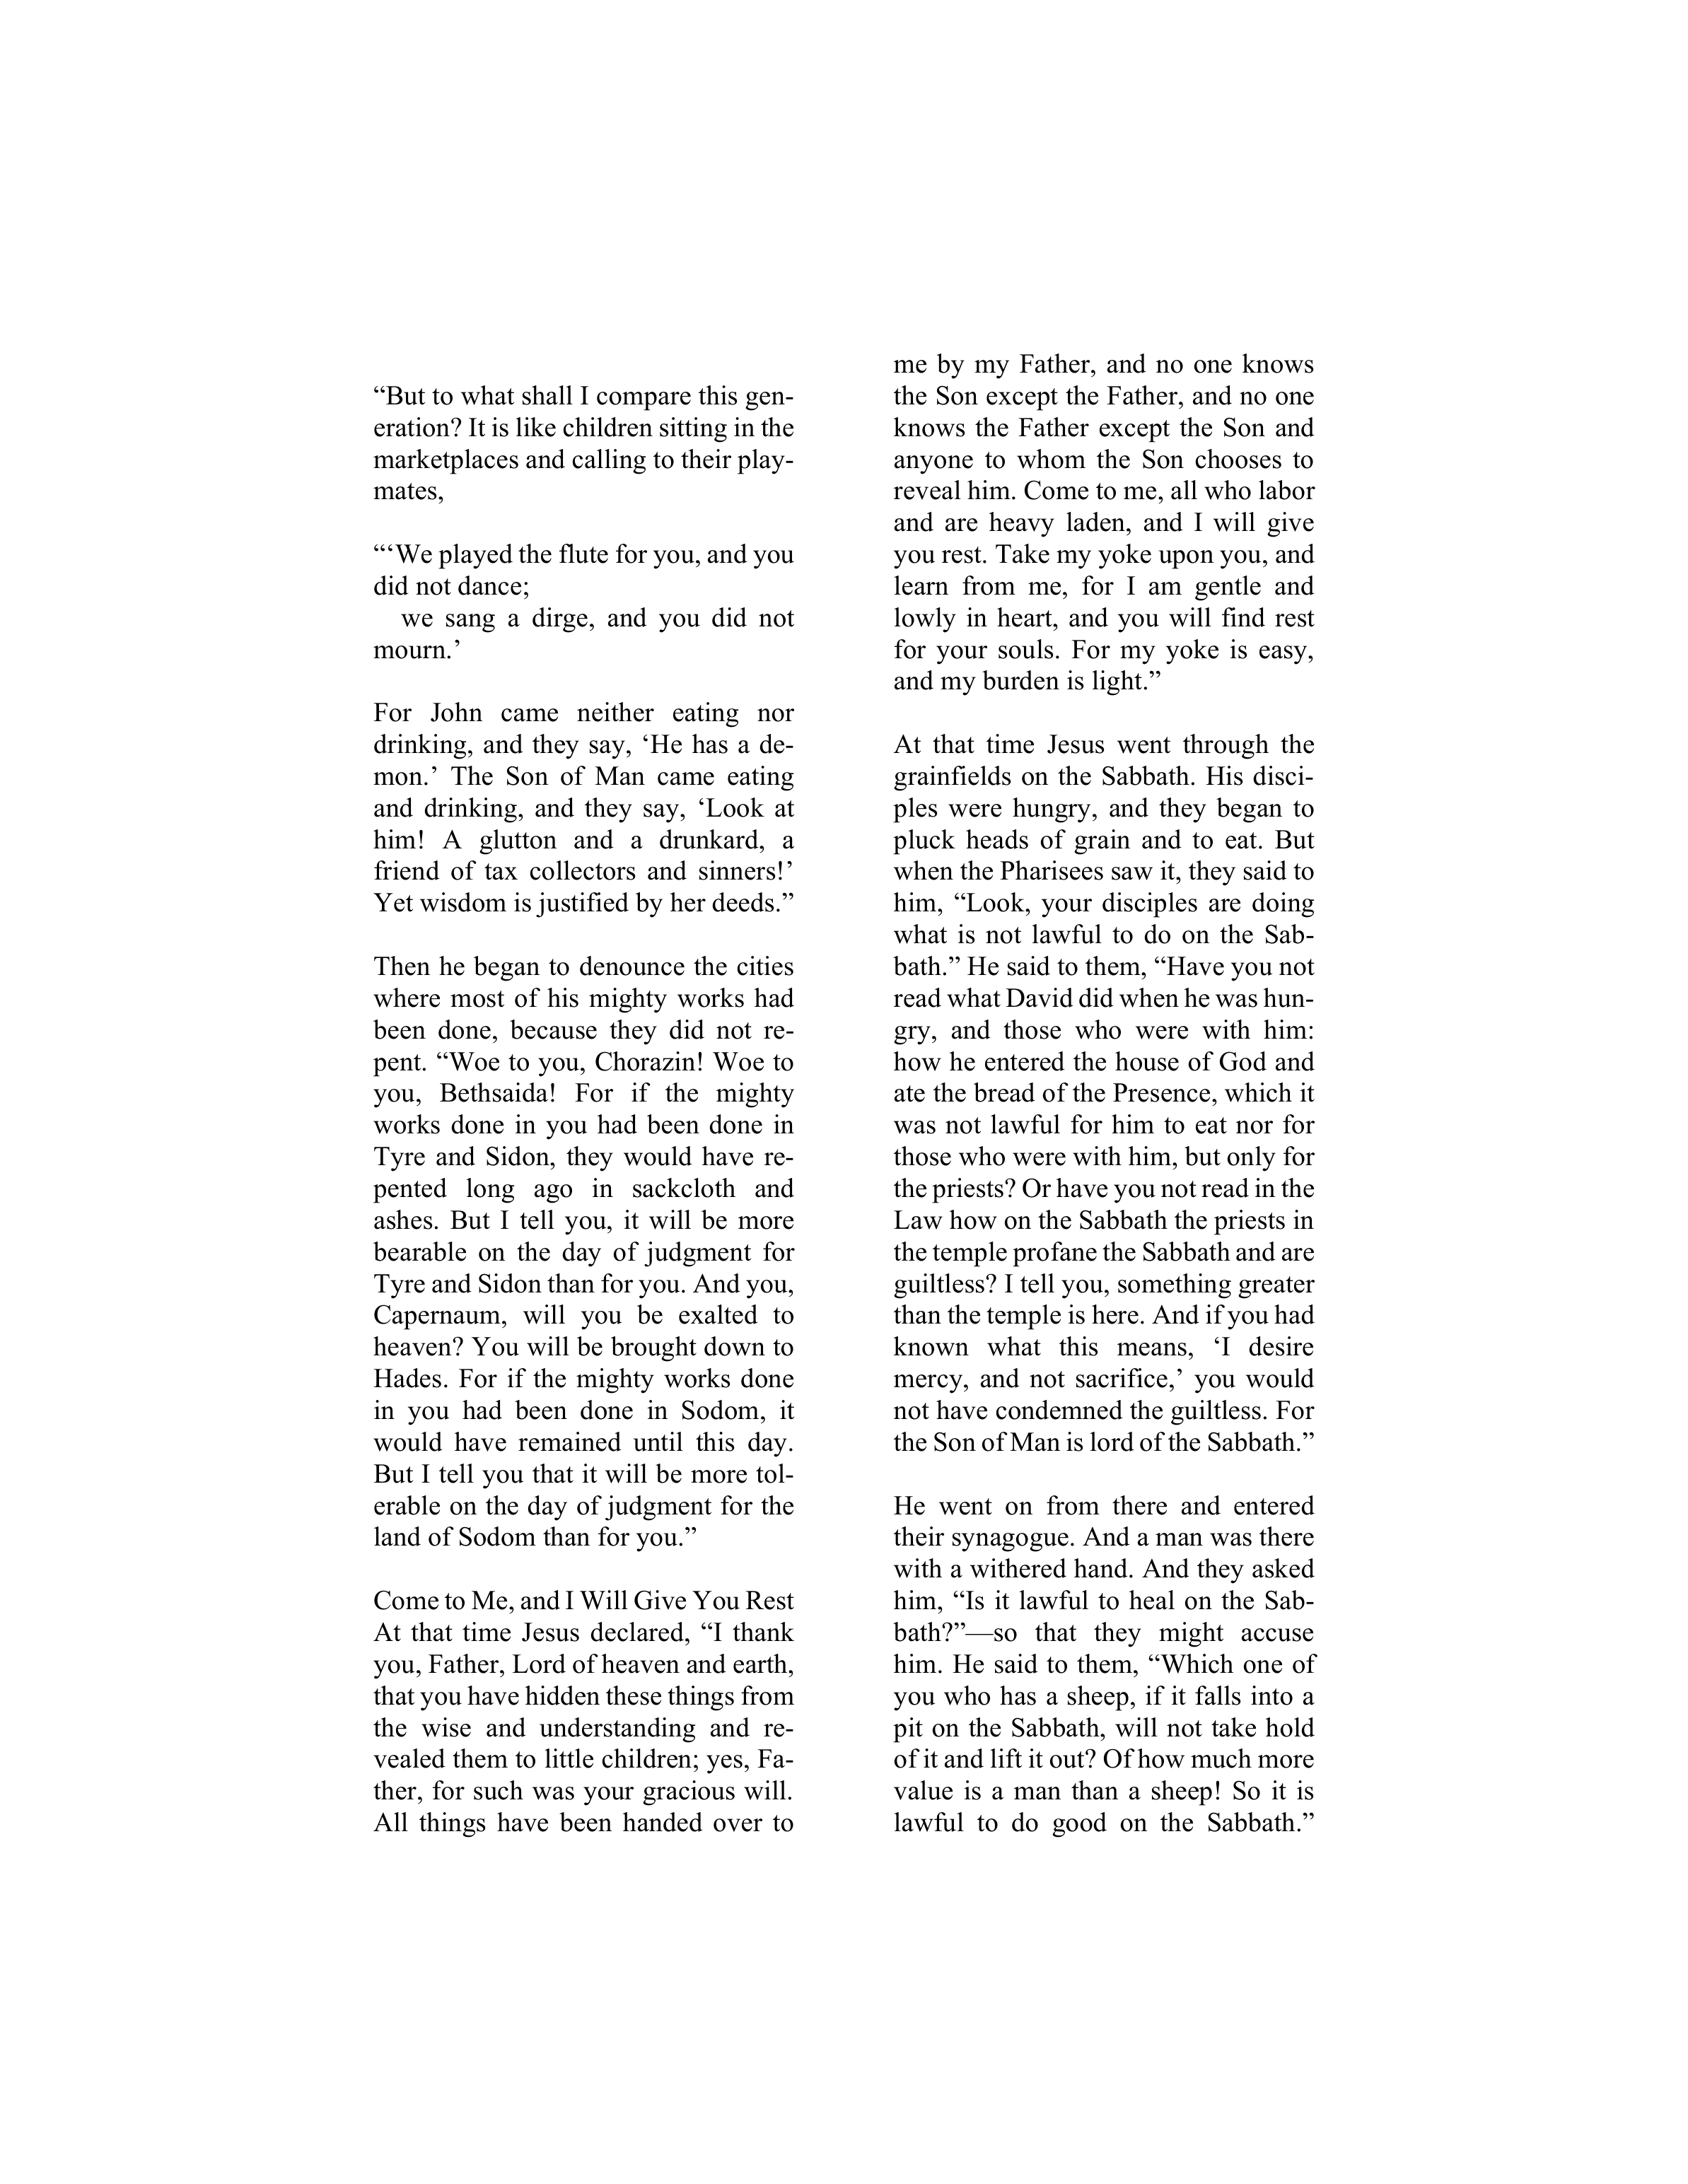 “But to what shall I compare this gen-
eration? It is like children sitting in the
marketplaces and calling to their play-
mates,
“‘We played the flute for you, and you
did not dance;
we sang a dirge, and you did not
mourn.’
For John came neither eating nor
drinking, and they say, ‘He has a de-
mon.’ The Son of Man came eating
and drinking, and they say, ‘Look at
him! A glutton and a drunkard, a
friend of tax collectors and sinners!’
Yet wisdom is justified by her deeds.”
Then he began to denounce the cities
where most of his mighty works had
been done, because they did not re-
pent. “Woe to you, Chorazin! Woe to
you, Bethsaida! For if the mighty
works done in you had been done in
Tyre and Sidon, they would have re-
pented long ago in sackcloth and
ashes. But I tell you, it will be more
bearable on the day of judgment for
Tyre and Sidon than for you. And you,
Capernaum, will you be exalted to
heaven? You will be brought down to
Hades. For if the mighty works done
in you had been done in Sodom, it
would have remained until this day.
But I tell you that it will be more tol-
erable on the day of judgment for the
land of Sodom than for you.”
Come to Me, and I Will Give You Rest
At that time Jesus declared, “I thank
you, Father, Lord of heaven and earth,
that you have hidden these things from
the wise and understanding and re-
vealed them to little children; yes, Fa-
ther, for such was your gracious will.
All things have been handed over to
me by my Father, and no one knows
the Son except the Father, and no one
knows the Father except the Son and
anyone to whom the Son chooses to
reveal him. Come to me, all who labor
and are heavy laden, and I will give
you rest. Take my yoke upon you, and
learn from me, for I am gentle and
lowly in heart, and you will find rest
for your souls. For my yoke is easy,
and my burden is light.”
At that time Jesus went through the
grainfields on the Sabbath. His disci-
ples were hungry, and they began to
pluck heads of grain and to eat. But
when the Pharisees saw it, they said to
him, “Look, your disciples are doing
what is not lawful to do on the Sab-
bath.” He said to them, “Have you not
read what David did when he was hun-
gry, and those who were with him:
how he entered the house of God and
ate the bread of the Presence, which it
was not lawful for him to eat nor for
those who were with him, but only for
the priests? Or have you not read in the
Law how on the Sabbath the priests in
the temple profane the Sabbath and are
guiltless? I tell you, something greater
than the temple is here. And if you had
known what this means, ‘I desire
mercy, and not sacrifice,’ you would
not have condemned the guiltless. For
the Son of Man is lord of the Sabbath.”
He went on from there and entered
their synagogue. And a man was there
with a withered hand. And they asked
him, “Is it lawful to heal on the Sab-
bath?”—so that they might accuse
him. He said to them, “Which one of
you who has a sheep, if it falls into a
pit on the Sabbath, will not take hold
of it and lift it out? Of how much more
value is a man than a sheep! So it is
lawful to do good on the Sabbath.”